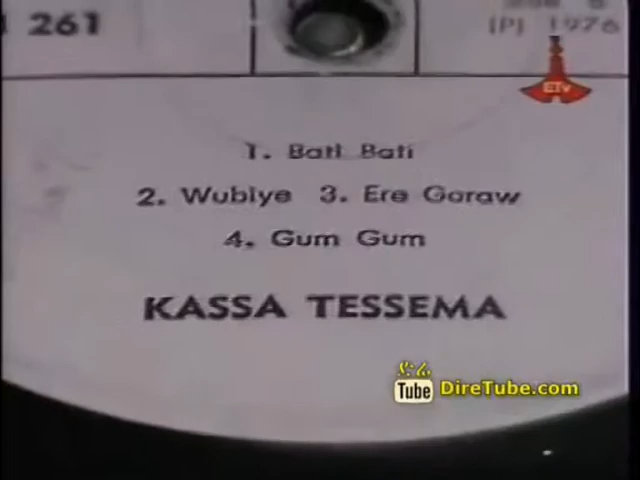 261
(P) 1976
ETV
1. Bati Bati
2. Wubiye 3. Ere Goraw
4. Gum Gum
KASSA TESSEMA
ድሬ
Tube
DireTube.com